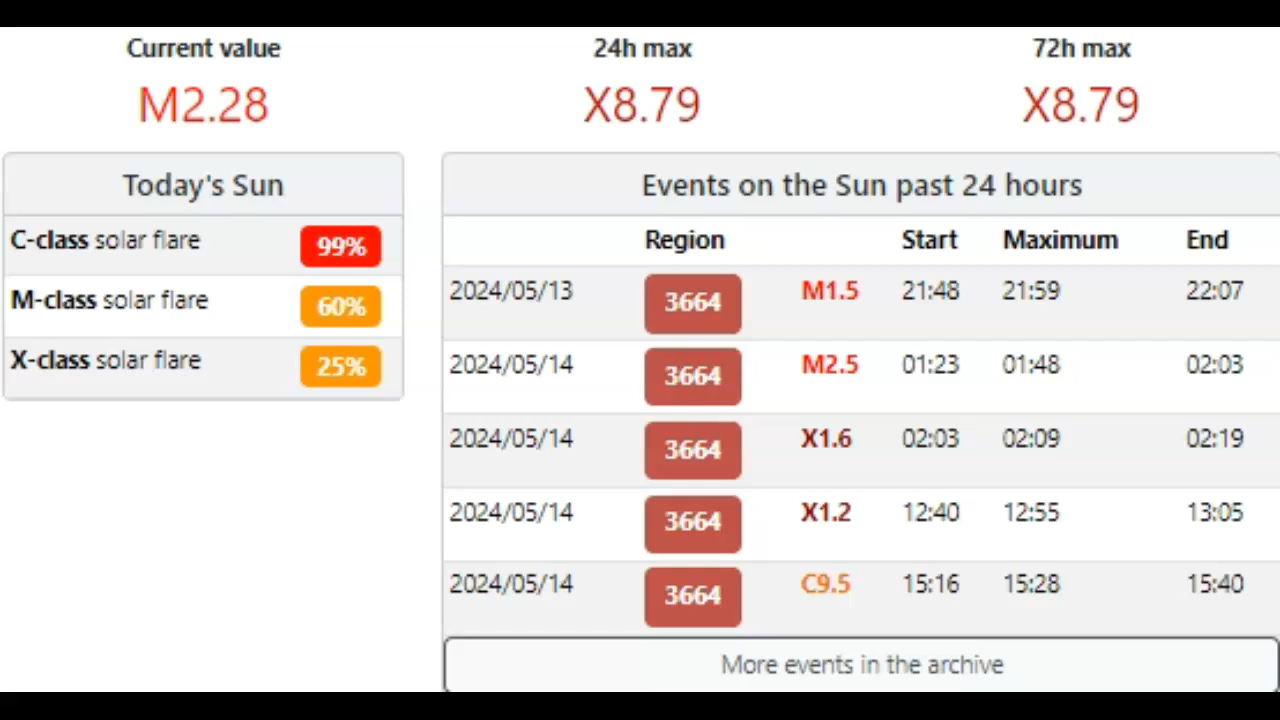 Current value
24h max
72h max
M2.28
X8.79
X8.79
Today's Sun
C-class solar flare 99%
M-class solar flare 60%
X-class solar flare 25%
Events on the Sun past 24 hours
Region Start Maximum End
2024/05/13 3664 M1.5 21:48 21:59 22:07
2024/05/14 3664 M2.5 01:23 01:48 02:03
2024/05/14 3664 X1.6 02:03 02:09 02:19
2024/05/14 3664 X1.2 12:40 12:55 13:05
2024/05/14 3664 C9.5 15:16 15:28 15:40
More events in the archive